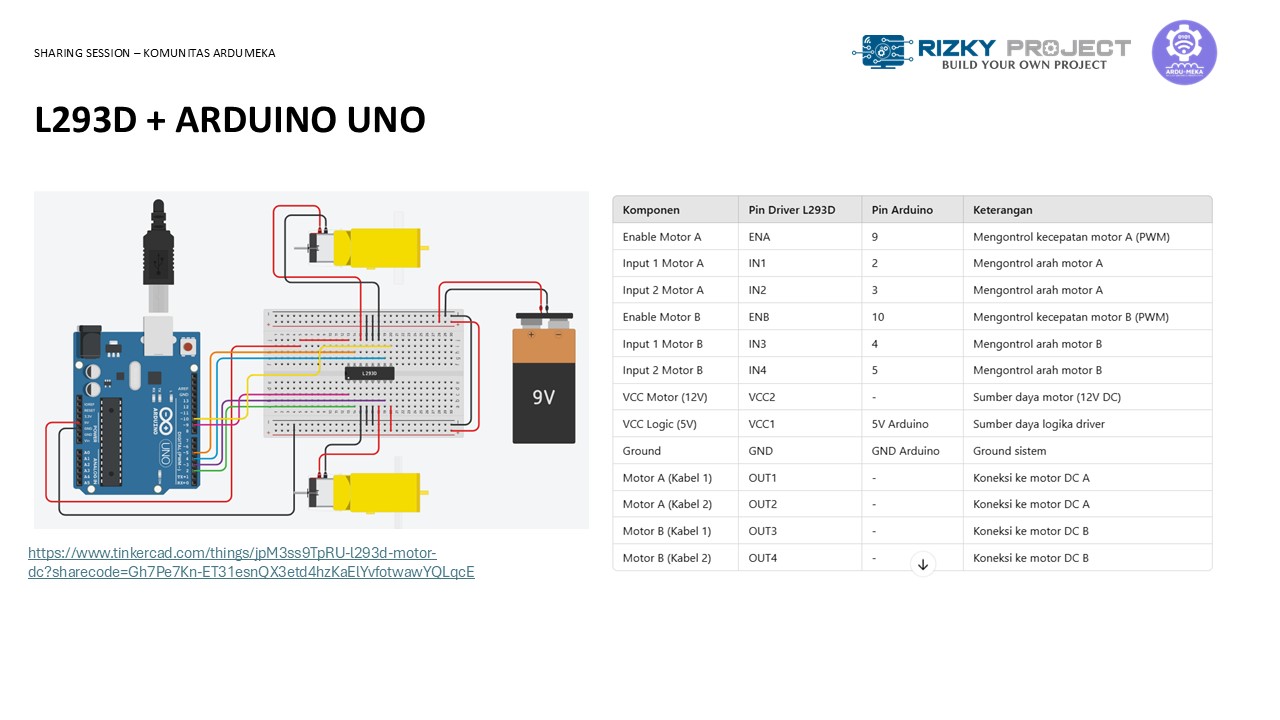 SHARING SESSION – KOMUNITAS ARDUMEKA
RIZKY PROJECT
BUILD YOUR OWN PROJECT
ARDU-MEKA
L293D + ARDUINO UNO
Komponen Pin Driver L293D Pin Arduino Keterangan
Enable Motor A ENA 9 Mengontrol kecepatan motor A (PWM)
Input 1 Motor A IN1 2 Mengontrol arah motor A
Input 2 Motor A IN2 3 Mengontrol arah motor A
Enable Motor B ENB 10 Mengontrol kecepatan motor B (PWM)
Input 1 Motor B IN3 4 Mengontrol arah motor B
Input 2 Motor B IN4 5 Mengontrol arah motor B
VCC Motor (12V) VCC2 - Sumber daya motor (12V DC)
VCC Logic (5V) VCC1 5V Arduino Sumber daya logika driver
Ground GND GND Arduino Ground sistem
Motor A (Kabel 1) OUT1 - Koneksi ke motor DC A
Motor A (Kabel 2) OUT2 - Koneksi ke motor DC A
Motor B (Kabel 1) OUT3 - Koneksi ke motor DC B
Motor B (Kabel 2) OUT4 - Koneksi ke motor DC B
L293D
9V
ARDUINO
UNO
https://www.tinkercad.com/things/jpM3ss9TpRU-l293d-motor-
dc?sharecode=Gh7Pe7Kn-ET31esnQX3etd4hzKaElYvfotwawYQLqcE